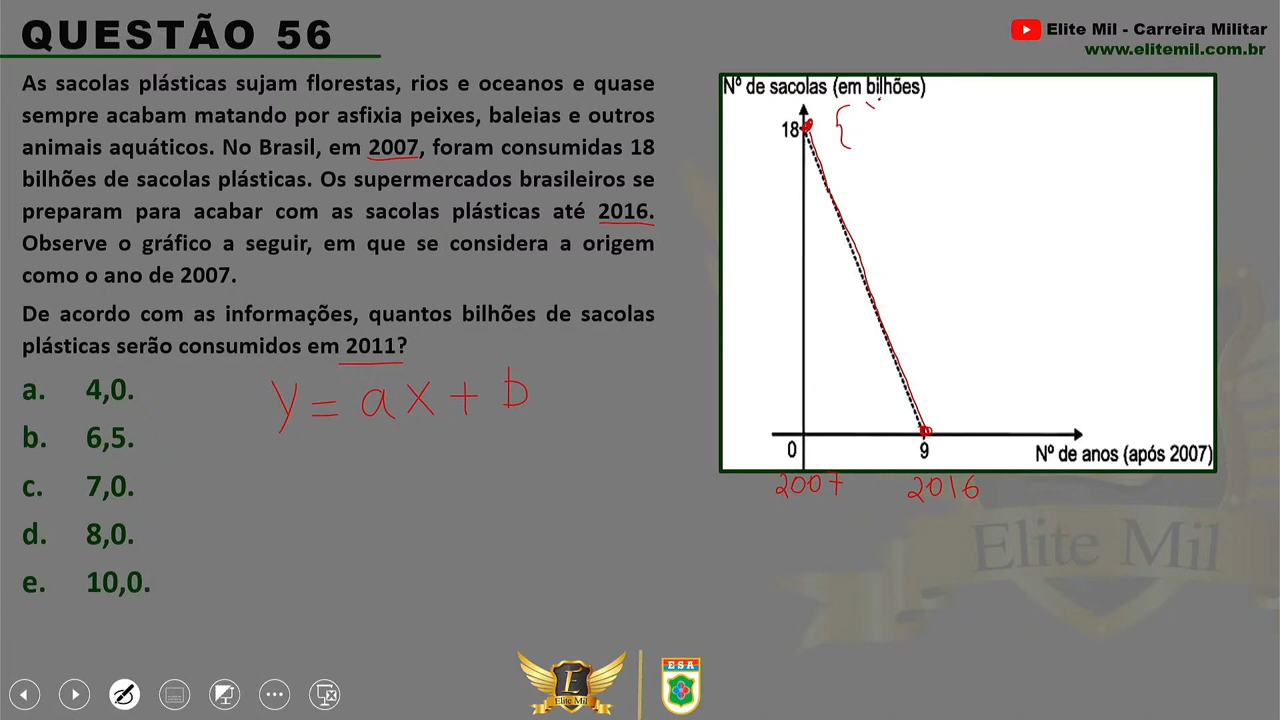 QUESTÃO 56
Elite Mil - Carreira Militar
www.elitemil.com.br
As sacolas plásticas sujam florestas, rios e oceanos e quase
sempre acabam matando por asfixia peixes, baleias e outros
animais aquáticos. No Brasil, em 2007, foram consumidas 18
bilhões de sacolas plásticas. Os supermercados brasileiros se
preparam para acabar com as sacolas plásticas até 2016.
Observe o gráfico a seguir, em que se considera a origem
como o ano de 2007.
De acordo com as informações, quantos bilhões de sacolas
plásticas serão consumidos em 2011?
a. 4,0.
b. 6,5.
c. 7,0.
d. 8,0.
e. 10,0.
y = ax + b
Nº de sacolas (em bilhões)
18
0
9
Nº de anos (após 2007)
2007
2016
Elite Mil
Elite Mil
ESA